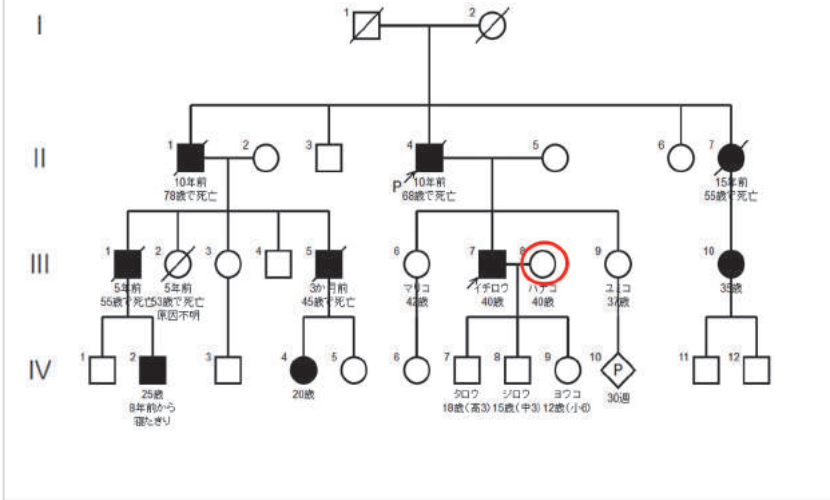 I
1
2
II
1
2
3
4
5
6
7
P
10年前
78歳で死亡
10年前
68歳で死亡
15年前
55歳で死亡
III
1
2
3
4
5
6
7
8
9
10
5年前
55歳で死亡
5年前
53歳で死亡
原因不明
3か月前
45歳で死亡
マリコ
42歳
イチロウ
40歳
ハナコ
40歳
ユミコ
37歳
35歳
IV
1
2
3
4
5
6
7
8
9
10
P
11
12
25歳
8年前から
寝たきり
20歳
タロウ
18歳(高3)
ジロウ
15歳(中3)
ヨウコ
12歳(小6)
30週